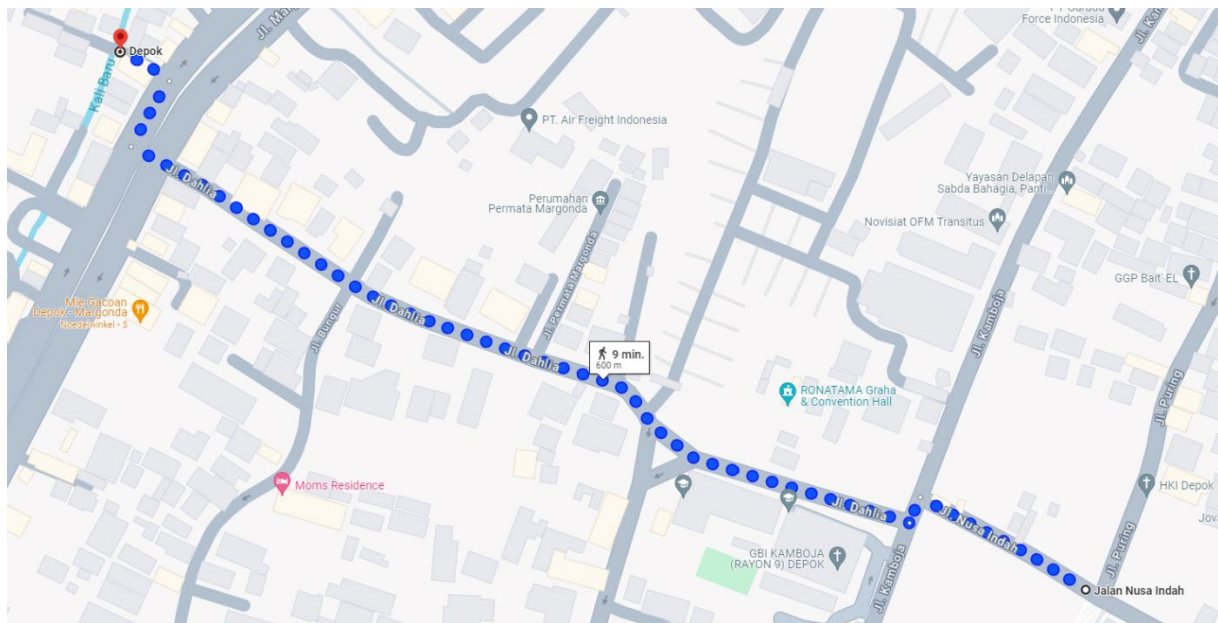 Force Indonesia
Jl. Kamboja
Depok
Kali Baru
PT. Air Freight Indonesia
Jl. Dahlia
Yayasan Delapan
Sabda Bahagia, Panti
Perumahan
Permata Margonda
Novisiat OFM Transitus
GGP Bait' EL
Mie Gacoan
Depok - Margonda
Noedelwinkel • $
Jl. Bungur
Jl. Dahlia
Jl. Permata Margonda
Jl. Kamboja
Jl. Dahlia
9 min.
600 m
RONATAMA Graha
& Convention Hall
Jl. Puring
Moms Residence
HKI Depok
Jl. Dahlia
Jl. Nusa Indah
GBI KAMBOJA
(RAYON 9) DEPOK
Jl. Puring
Jl. Kamboja
Jalan Nusa Indah